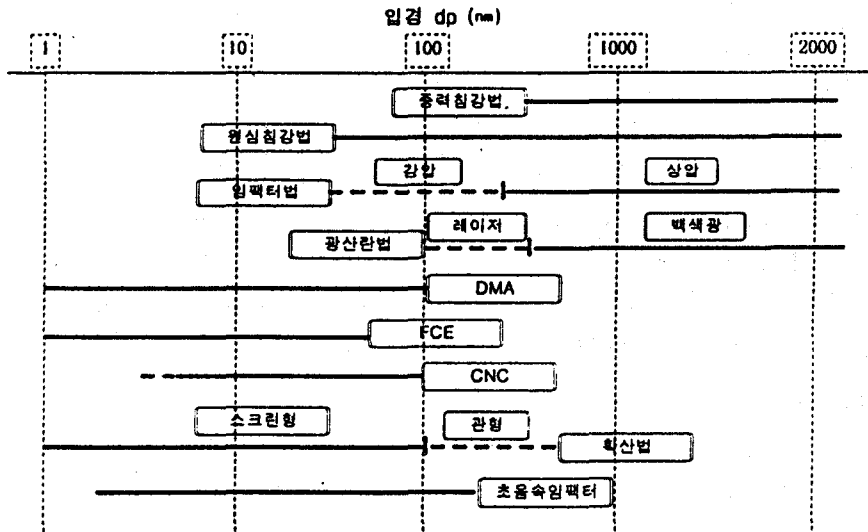 입경 dp (nm)
1 10 100 1000 2000
중력침강법.
원심침강법
감압 상압
임팩터법
레이저 백색광
광산란법
DMA
FCE
CNC
스크린형 관형
확산법
초음속임팩터